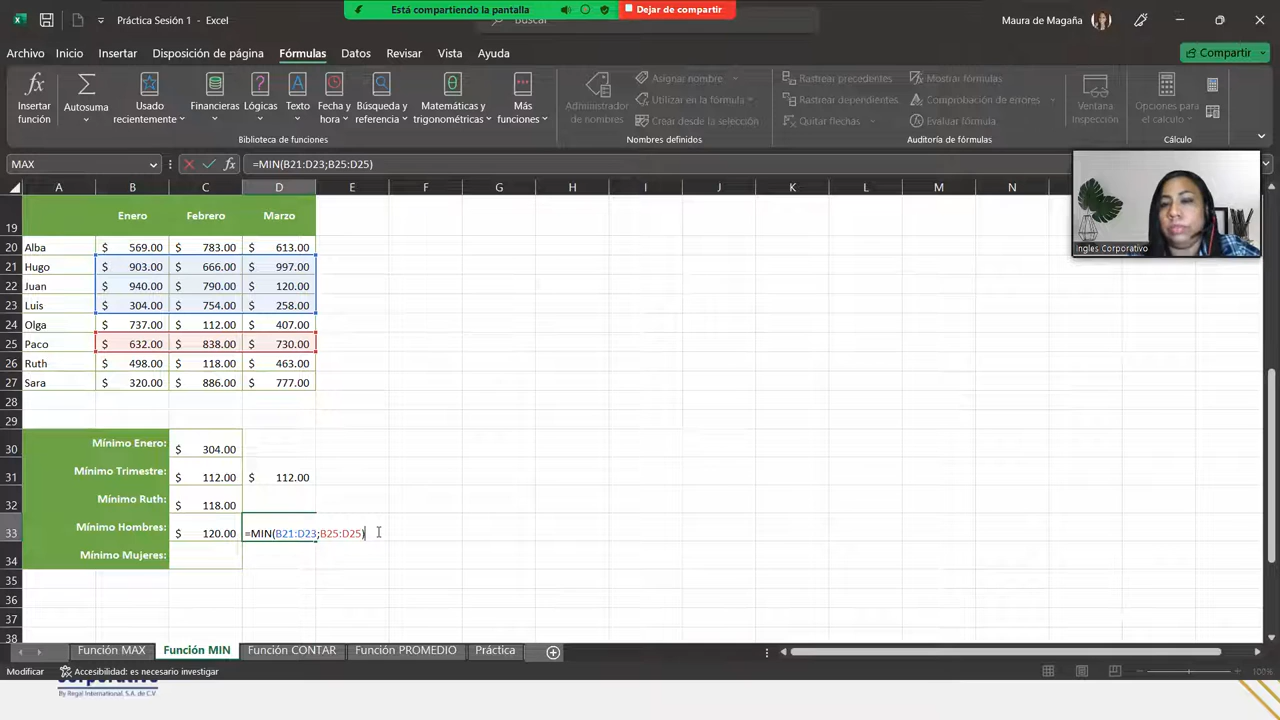 Está compartiendo la pantalla
Dejar de compartir
Práctica Sesión 1 - Excel
Buscar
Maura de Magaña
Archivo Inicio Insertar Disposición de página Fórmulas Datos Revisar Vista Ayuda
Compartir
Insertar función
Autosuma
Usado recientemente
Financieras
Lógicas
Texto
Fecha y hora
Búsqueda y referencia
Matemáticas y trigonométricas
Más funciones
Biblioteca de funciones
Administrador de nombres
Asignar nombre
Utilizar en la fórmula
Crear desde la selección
Nombres definidos
Rastrear precedentes
Rastrear dependientes
Quitar flechas
Mostrar fórmulas
Comprobación de errores
Evaluar fórmula
Auditoría de fórmulas
Ventana Inspección
Opciones para el cálculo
Cálculo
MAX
fx
=MIN(B21:D23;B25:D25)
Ingles Corporativo
A B C D E F G H I J K L M N
19 Enero Febrero Marzo
20 Alba $ 569.00 $ 783.00 $ 613.00
21 Hugo $ 903.00 $ 666.00 $ 997.00
22 Juan $ 940.00 $ 790.00 $ 120.00
23 Luis $ 304.00 $ 754.00 $ 258.00
24 Olga $ 737.00 $ 112.00 $ 407.00
25 Paco $ 632.00 $ 838.00 $ 730.00
26 Ruth $ 498.00 $ 118.00 $ 463.00
27 Sara $ 320.00 $ 886.00 $ 777.00
28
29
30 Mínimo Enero: $ 304.00
31 Mínimo Trimestre: $ 112.00 $ 112.00
32 Mínimo Ruth: $ 118.00
33 Mínimo Hombres: $ 120.00 =MIN(B21:D23;B25:D25)
34 Mínimo Mujeres:
35
36
37
38
Función MAX Función MIN Función CONTAR Función PROMEDIO Práctica
Modificar Accesibilidad: es necesario investigar
100%
By Regal International, S.A. de C.V